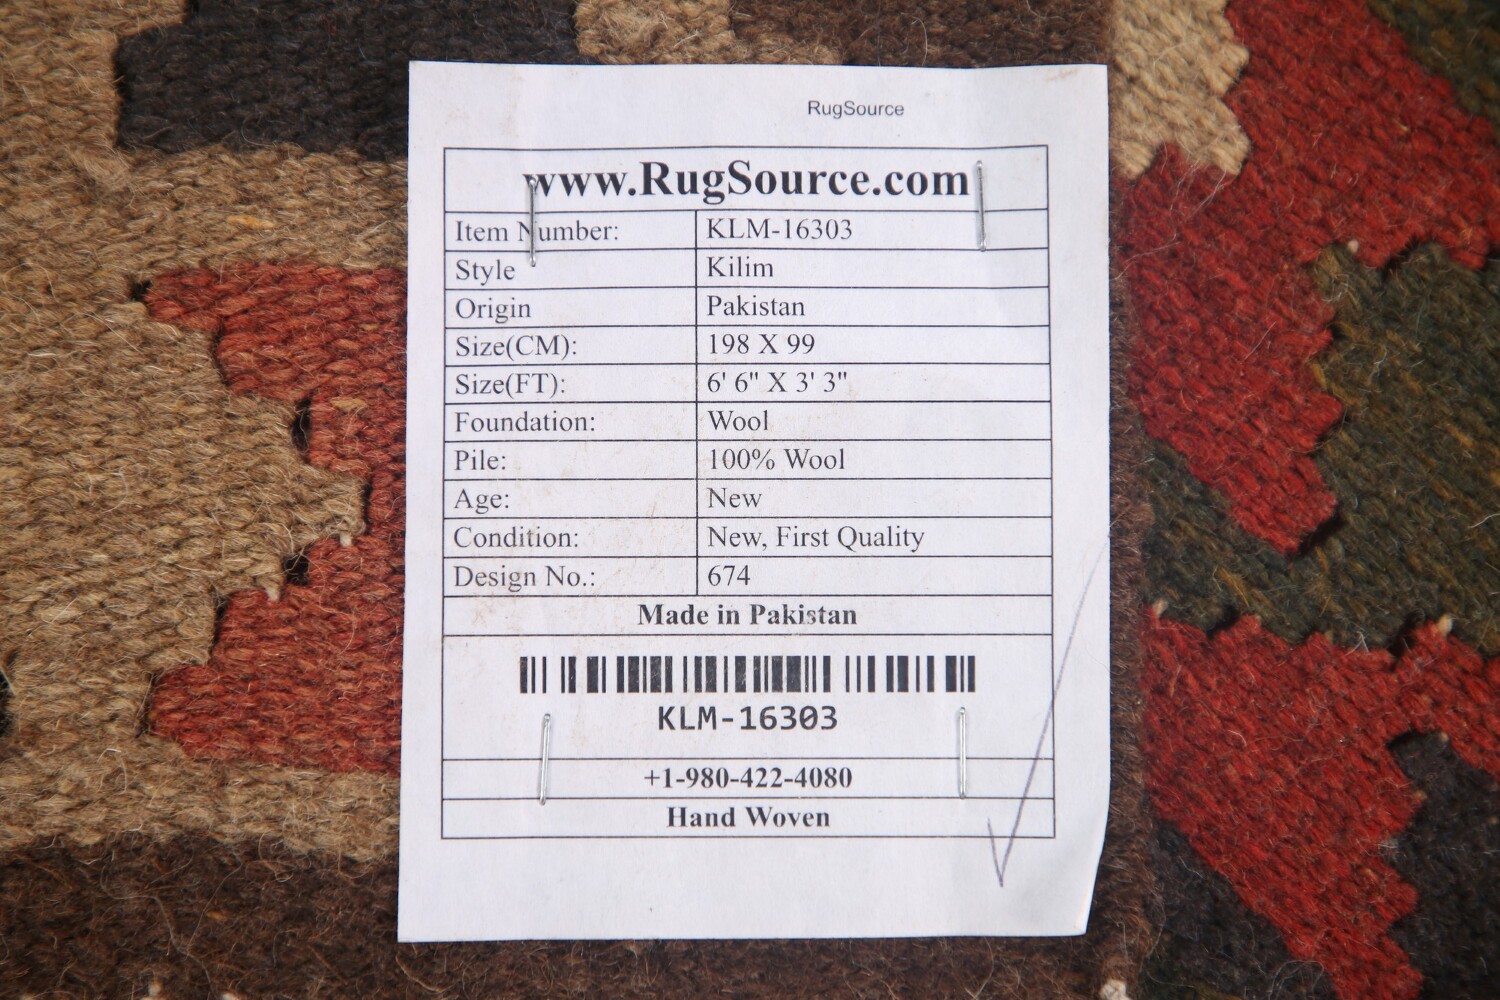 RugSource
www.RugSource.com
Item Number: KLM-16303
Style Kilim
Origin Pakistan
Size(CM): 198 X 99
Size(FT): 6' 6" X 3' 3"
Foundation: Wool
Pile: 100% Wool
Age: New
Condition: New, First Quality
Design No.: 674
Made in Pakistan
KLM-16303
+1-980-422-4080
Hand Woven